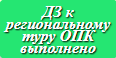 ДЗ к
региональному
туру ОПК
выполнено